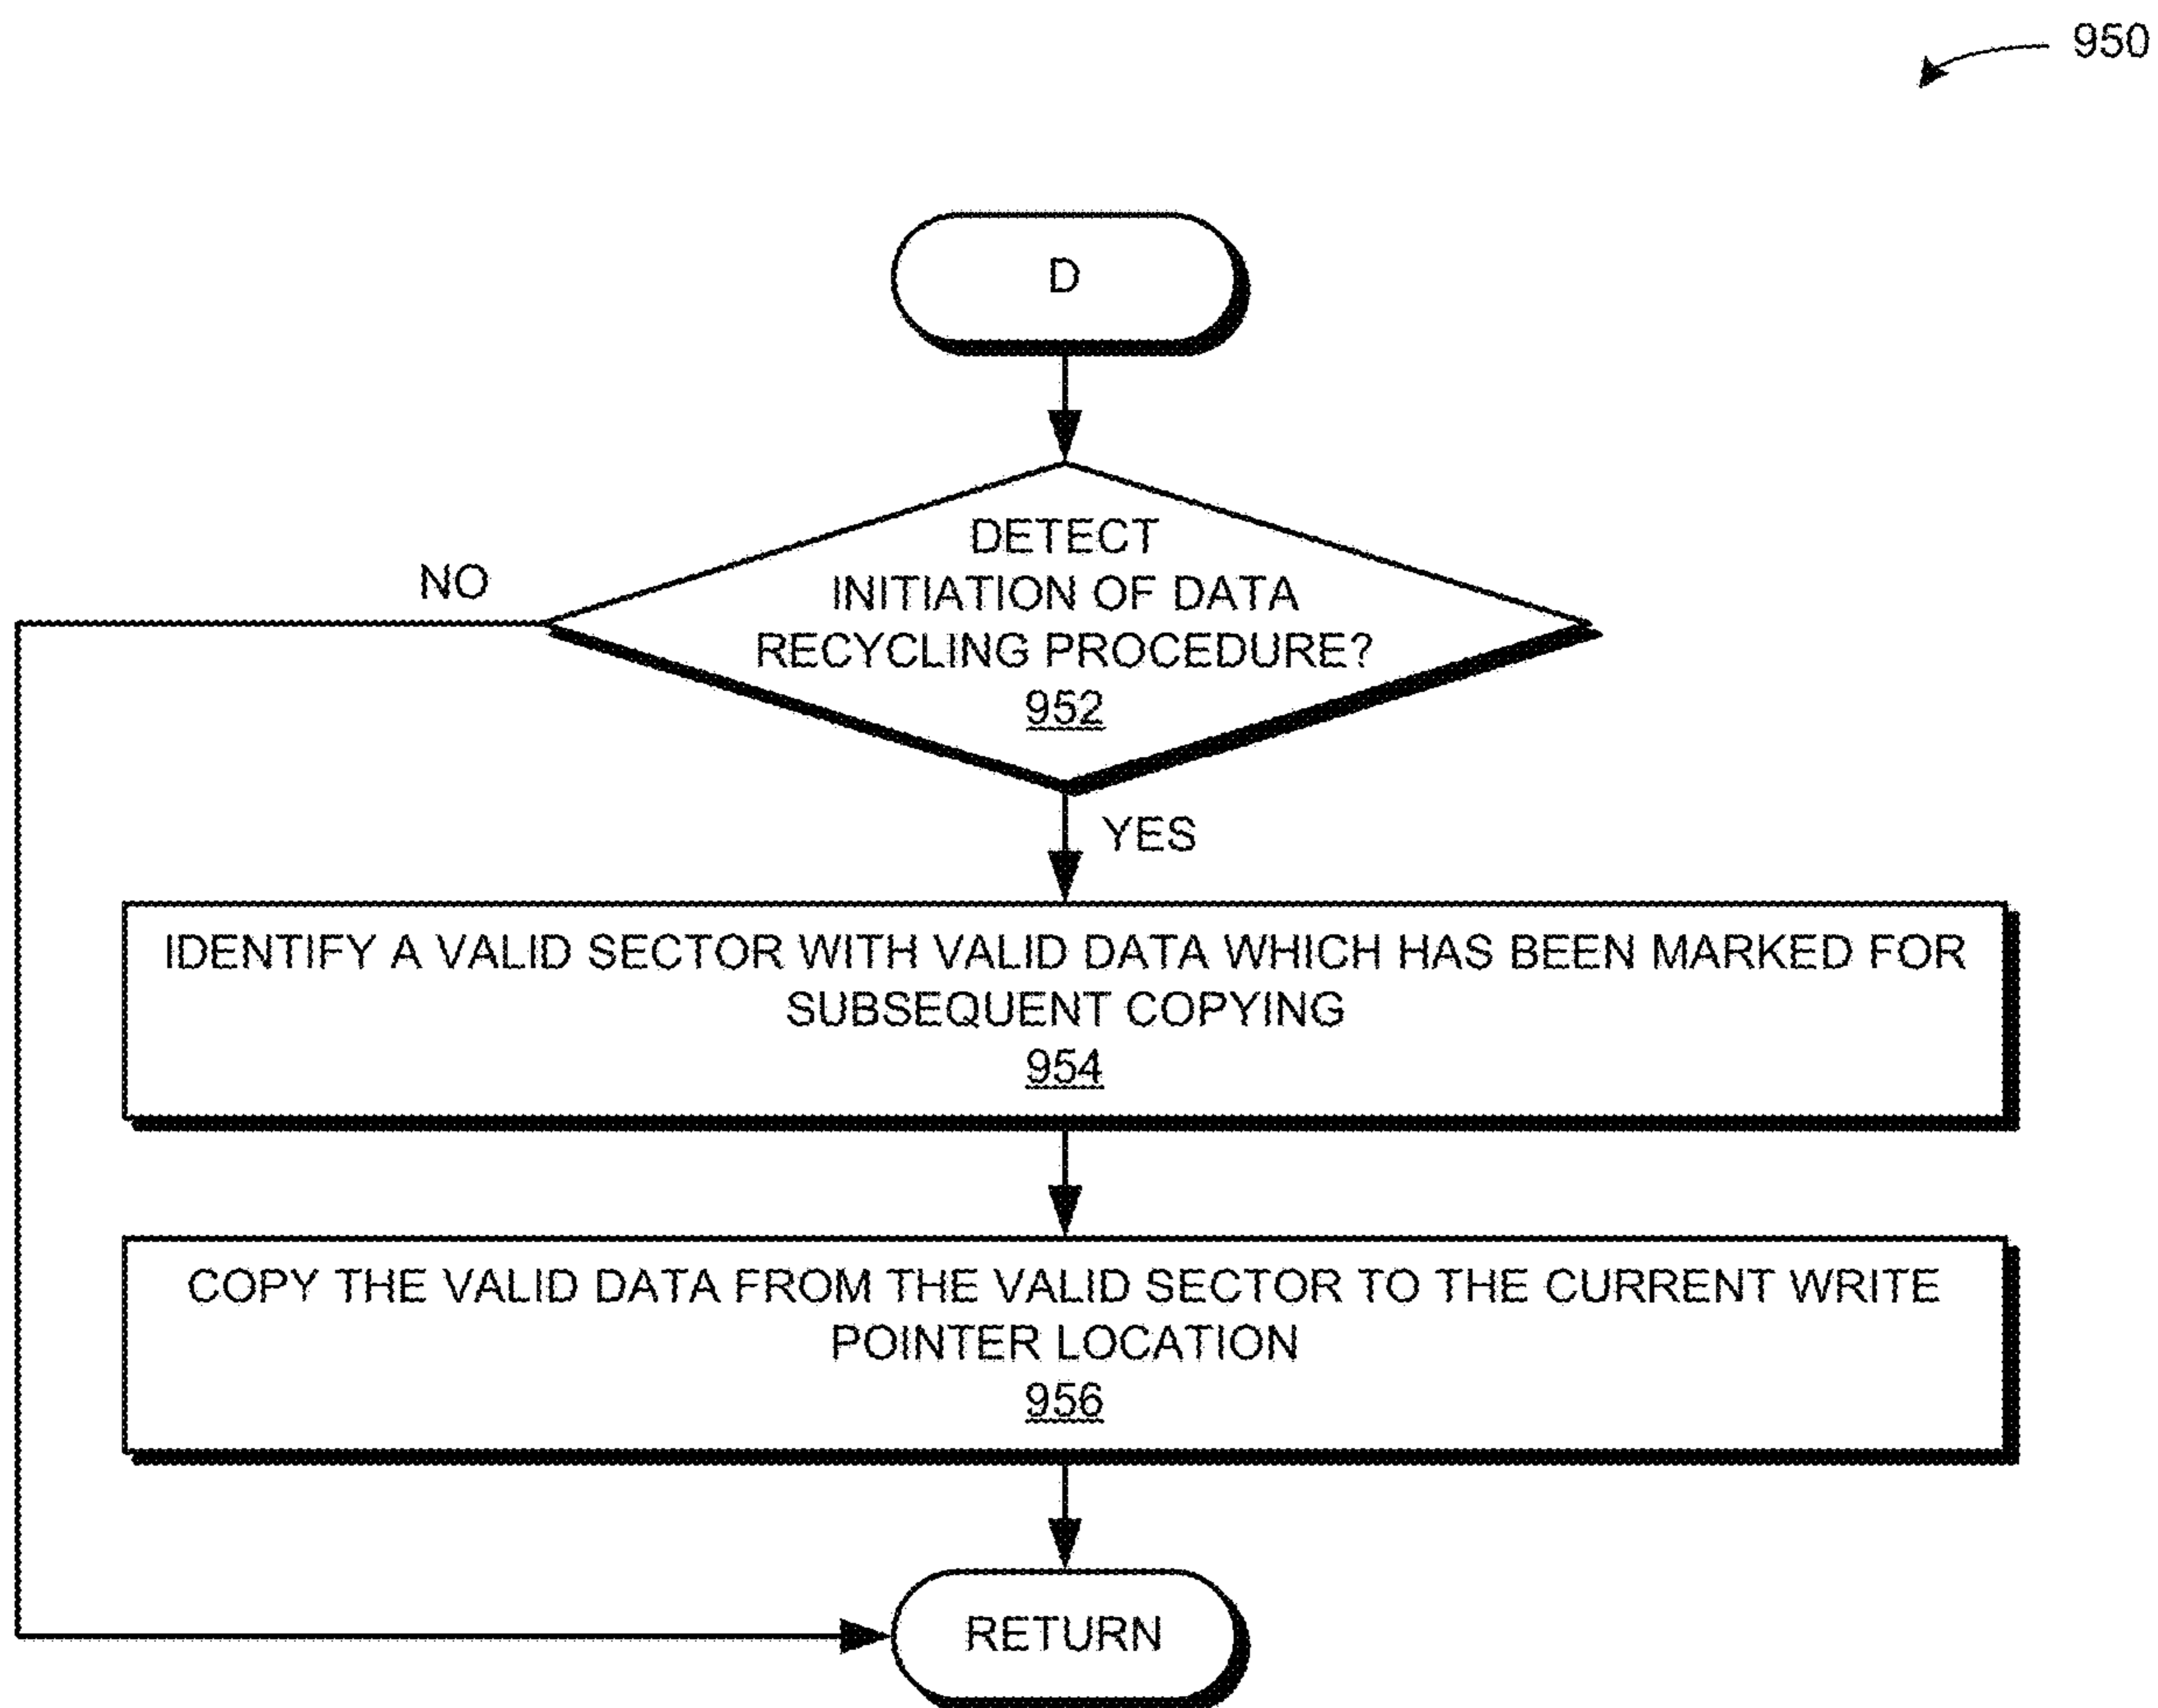 950
D
DETECT
INITIATION OF DATA
RECYCLING PROCEDURE?
952
NO
YES
IDENTIFY A VALID SECTOR WITH VALID DATA WHICH HAS BEEN MARKED FOR
SUBSEQUENT COPYING
954
COPY THE VALID DATA FROM THE VALID SECTOR TO THE CURRENT WRITE
POINTER LOCATION
956
RETURN